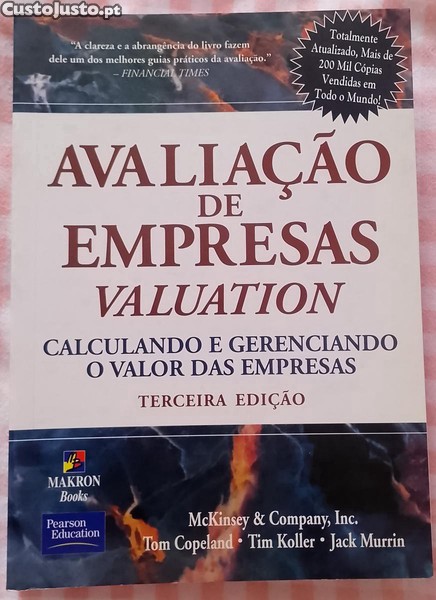 CustoJusto.pt
"A clareza e a abrangência do livro fazem
dele um dos melhores guias práticos da avaliação."
– FINANCIAL TIMES
Totalmente
Atualizado, Mais de
200 Mil Cópias
Vendidas em
Todo o Mundo!
AVALIAÇÃO
DE
EMPRESAS
VALUATION
CALCULANDO E GERENCIANDO
O VALOR DAS EMPRESAS
TERCEIRA EDIÇÃO
MAKRON
Books
Pearson
Education
McKinsey & Company, Inc.
Tom Copeland • Tim Koller • Jack Murrin